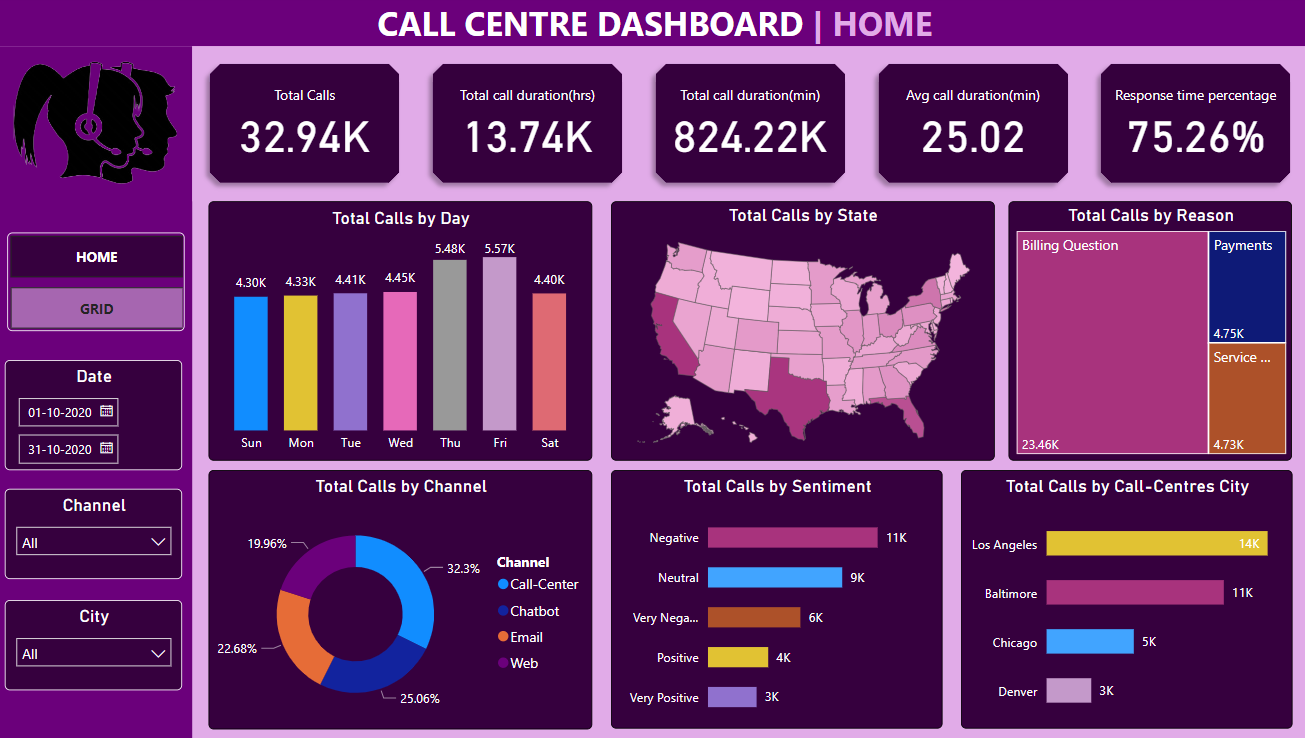 CALL CENTRE DASHBOARD | HOME
Total Calls
32.94K
Total call duration(hrs)
13.74K
Total call duration(min)
824.22K
Avg call duration(min)
25.02
Response time percentage
75.26%
HOME
GRID
Date
01-10-2020
31-10-2020
Channel
All
City
All
Total Calls by Day
4.30K
4.33K
4.41K
4.45K
5.48K
5.57K
4.40K
Sun
Mon
Tue
Wed
Thu
Fri
Sat
Total Calls by State
Total Calls by Reason
Billing Question
23.46K
Payments
4.75K
Service ...
4.73K
Total Calls by Channel
19.96%
32.3%
22.68%
25.06%
Channel
Call-Center
Chatbot
Email
Web
Total Calls by Sentiment
Negative 11K
Neutral 9K
Very Nega... 6K
Positive 4K
Very Positive 3K
Total Calls by Call-Centres City
Los Angeles 14K
Baltimore 11K
Chicago 5K
Denver 3K